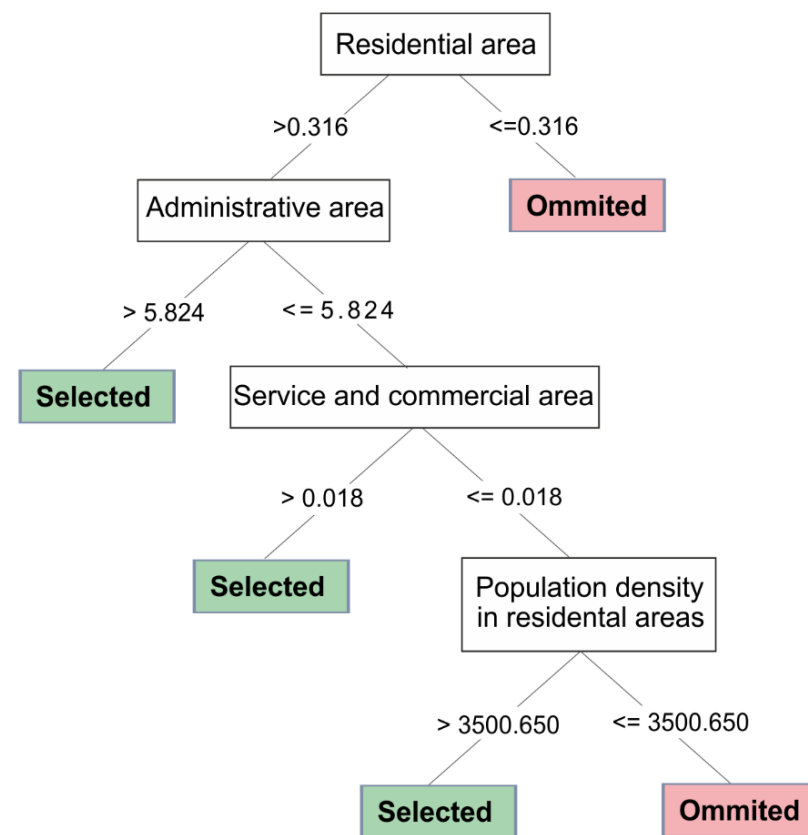 Residential area
>0.316
<=0.316
Administrative area
Ommited
> 5.824
<= 5.824
Selected
Service and commercial area
> 0.018
<= 0.018
Selected
Population density
in residental areas
> 3500.650
<= 3500.650
Selected
Ommited